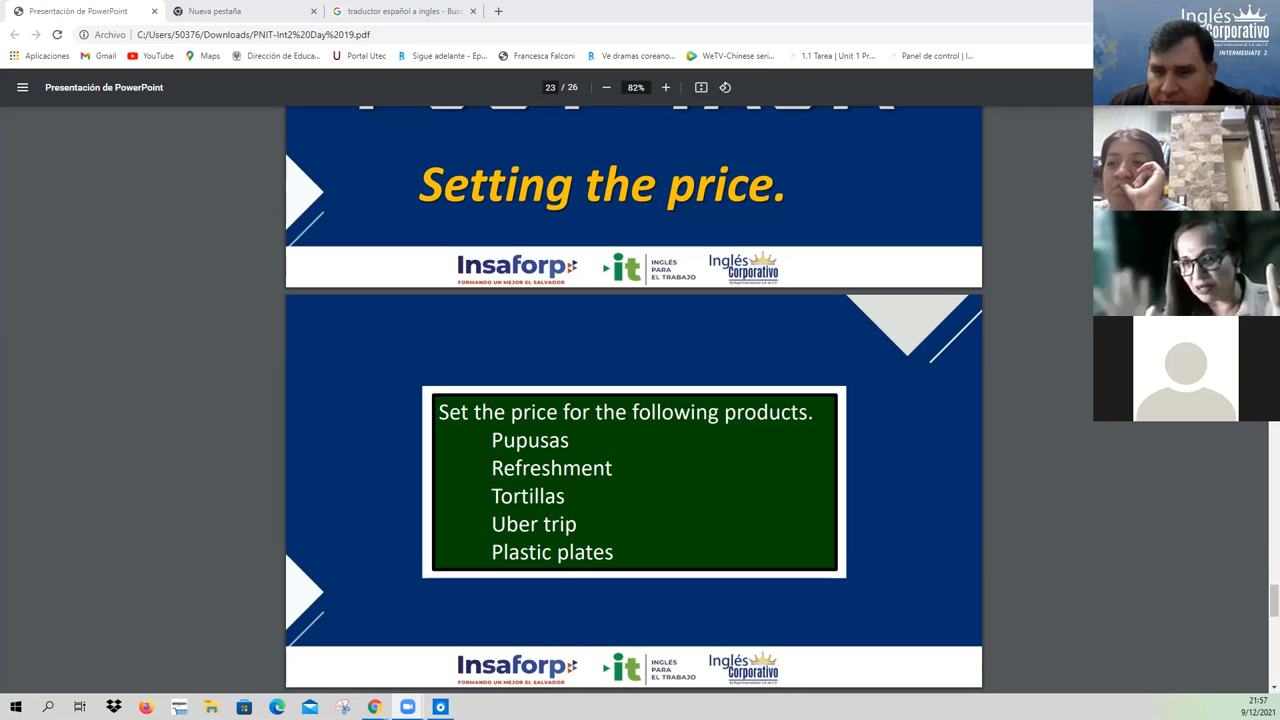 Presentación de PowerPoint
Nueva pestaña
traductor español a ingles - Bus
Archivo
C:/Users/50376/Downloads/PNIT-Int2%20Day%2019.pdf
Aplicaciones
Gmail
YouTube
Maps
Dirección de Educa...
Portal Utec
Sigue adelante - Ep...
Francesca Falconi
Ve dramas coreano...
WeTV-Chinese seri...
1.1 Tarea | Unit 1 Pr...
Panel de control | (...
Presentación de PowerPoint
23 / 26
82%
Setting the price.
Insaforp
FORMANDO UN MEJOR EL SALVADOR
it
INGLÉS
PARA
EL TRABAJO
Inglés
Corporativo
Set the price for the following products.
Pupusas
Refreshment
Tortillas
Uber trip
Plastic plates
Insaforp
FORMANDO UN MEJOR EL SALVADOR
it
INGLÉS
PARA
EL TRABAJO
Inglés
Corporativo
Inglés
Corporativo
INTERMEDIATE 2
amazon
21:57
9/12/2021